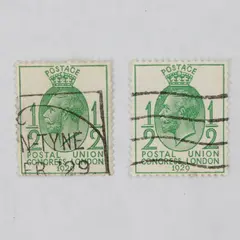 POSTAGE
1/2 1/2
POSTAL UNION
CONGRESS LONDON
1929
TYNE
29
POSTAGE
1/2 1/2
POSTAL UNION
CONGRESS LONDON
1929